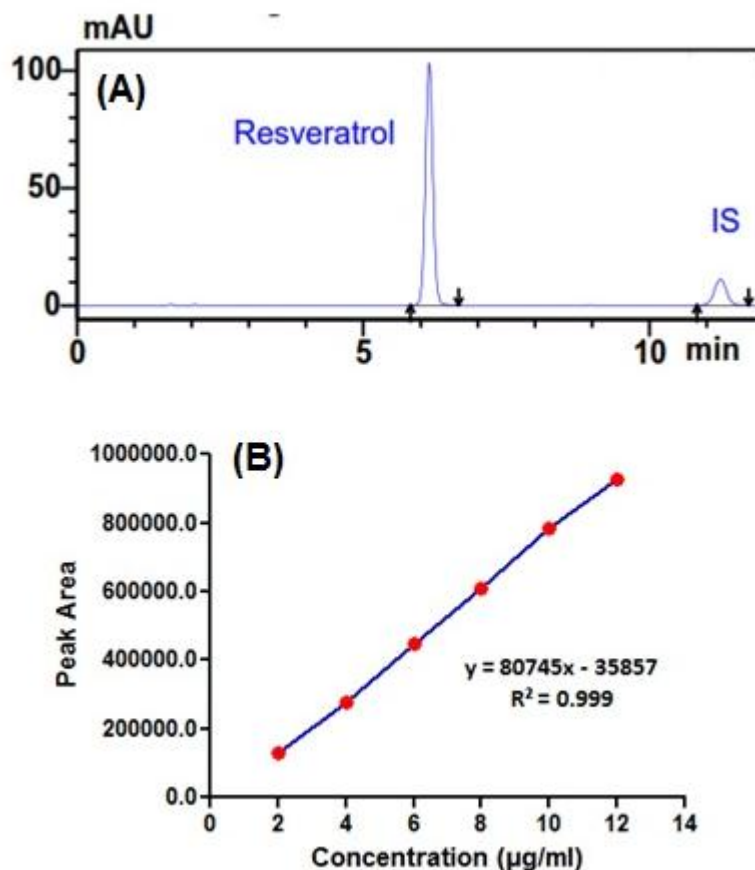 mAU
100
(A)
Resveratrol
50
IS
0
0
5
10
min
1000000.0
(B)
800000.0
600000.0
400000.0
200000.0
0.0
Peak Area
y = 80745x - 35857
R² = 0.999
0 2 4 6 8 10 12 14
Concentration (µg/ml)